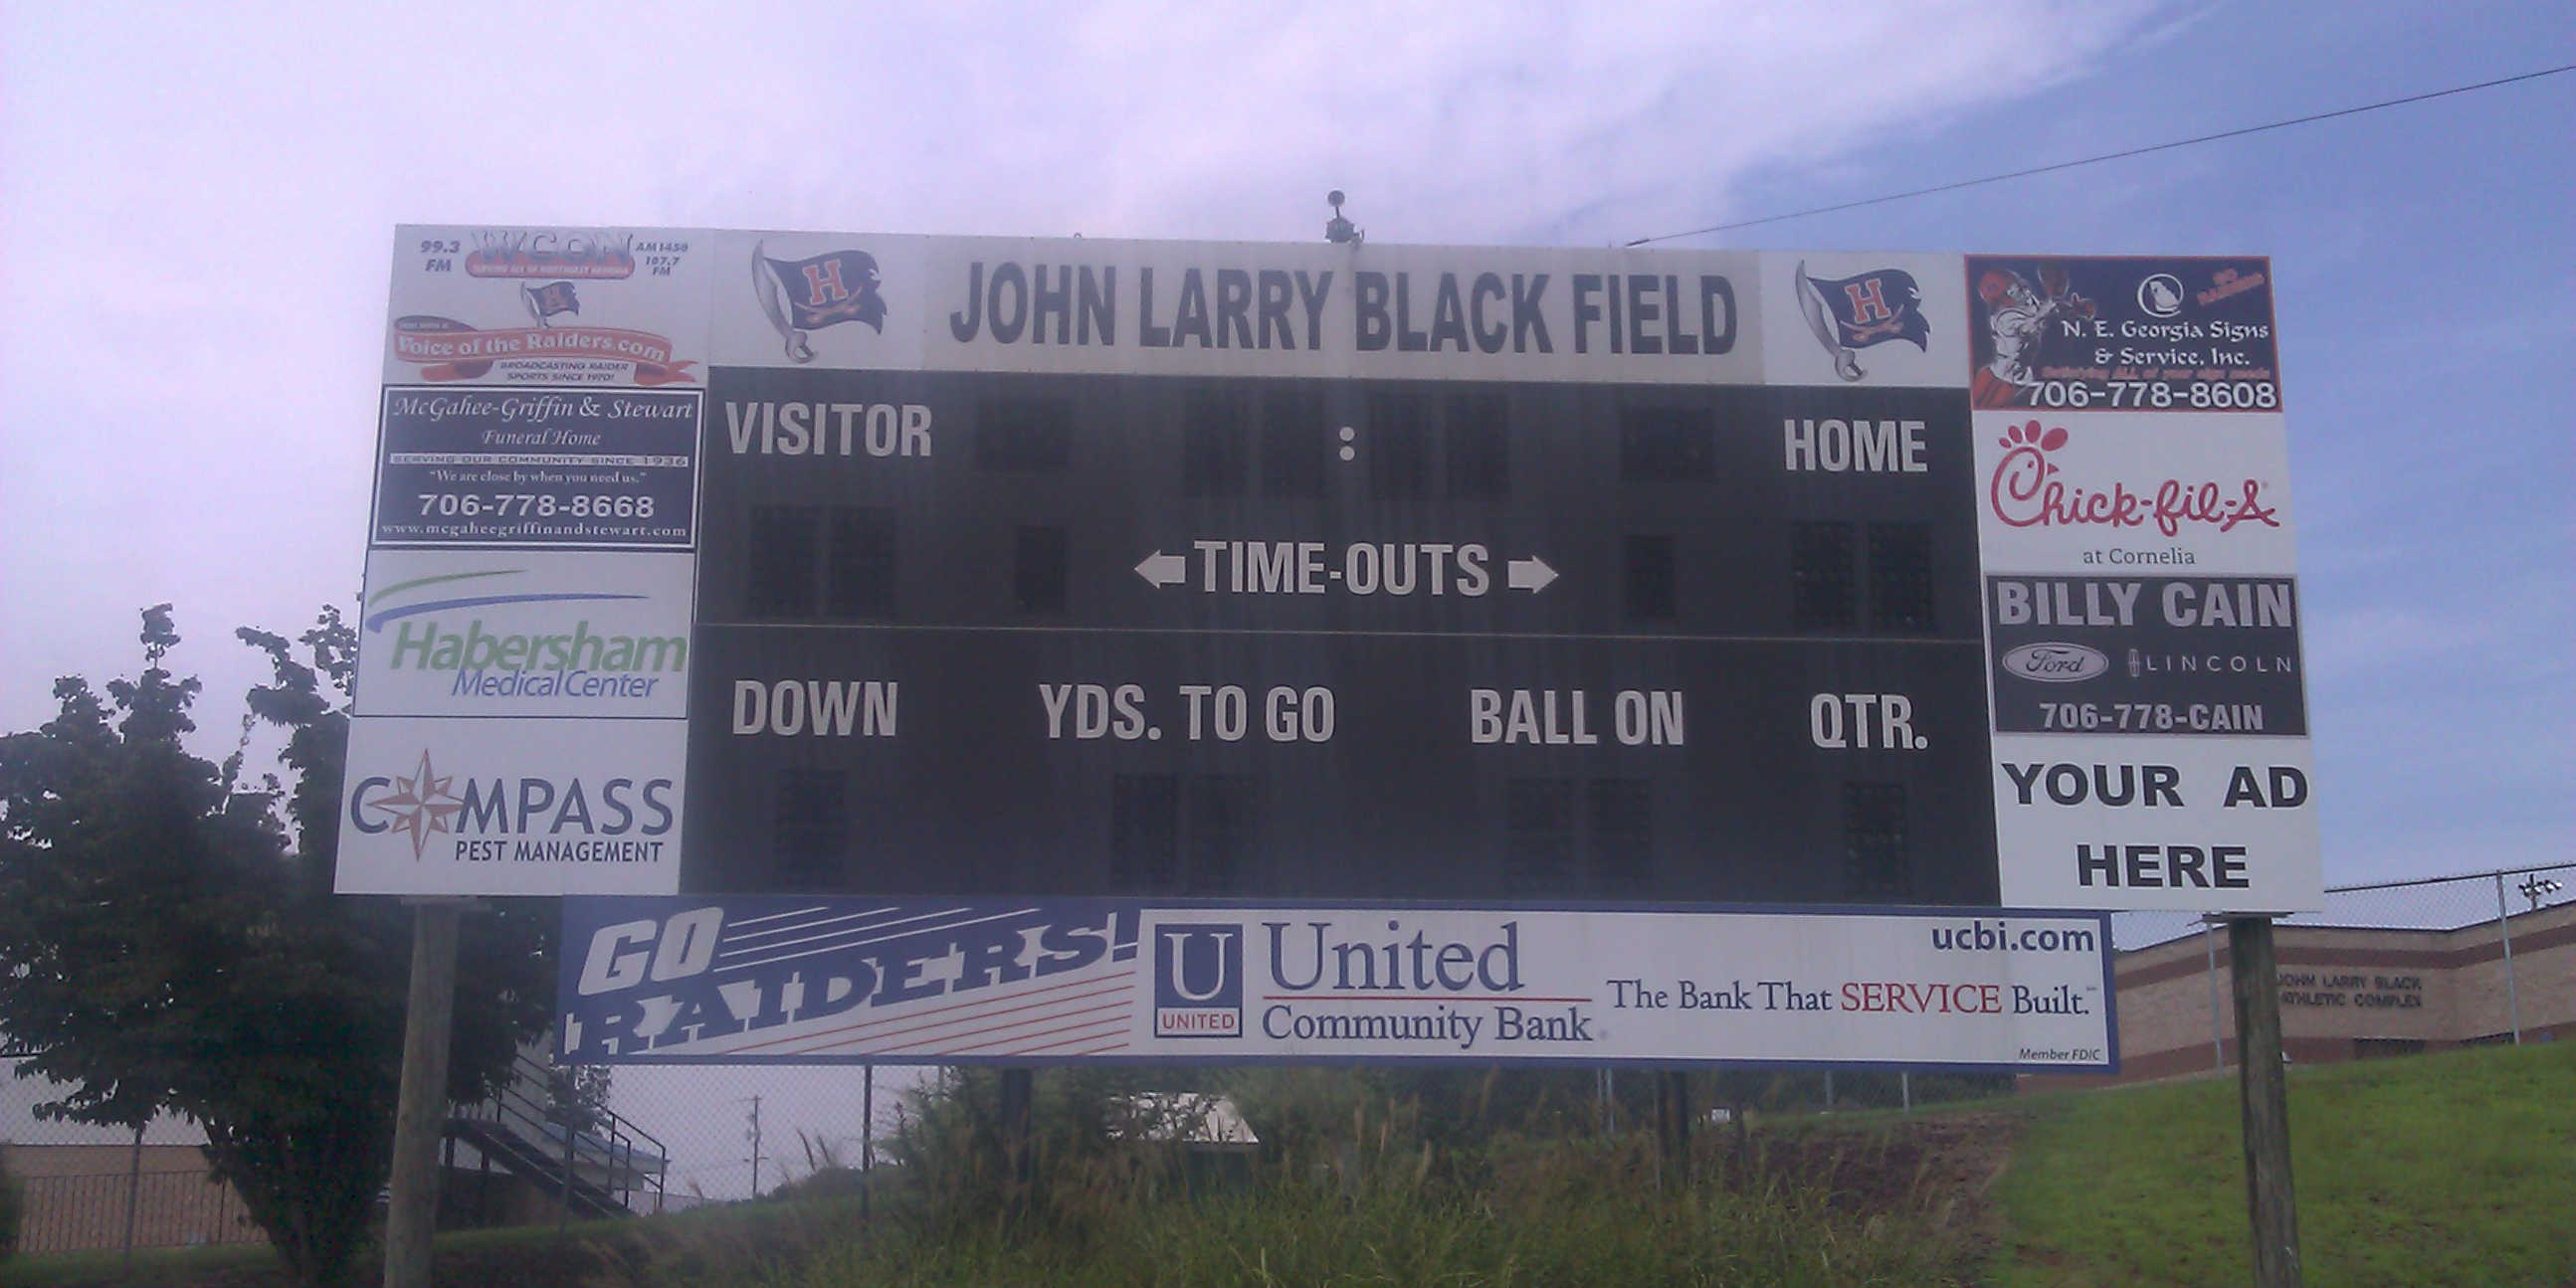 99.3
FM
WCON
AM1450
107.7
FM
H
Voice of the Raiders.com
BROADCASTING RAIDER
SPORTS SINCE 1970!
McGahee-Griffin & Stewart
Funeral Home
SERVING OUR COMMUNITY SINCE 1936
"We are close by when you need us."
706-778-8668
www.mcgaheegriffinandstewart.com
Habersham
Medical Center
COMPASS
PEST MANAGEMENT
H
JOHN LARRY BLACK FIELD
H
VISITOR
:
HOME
TIME-OUTS
DOWN
YDS. TO GO
BALL ON
QTR.
N. E. Georgia Signs
& Service, Inc.
706-778-8608
Chick-fil-A
at Cornelia
BILLY CAIN
Ford
LINCOLN
706-778-CAIN
YOUR AD
HERE
GO
RAIDERS!
U
UNITED
United
Community Bank
The Bank That SERVICE Built.
ucbi.com
Member FDIC
JOHN LARRY BLACK
ATHLETIC COMPLEX